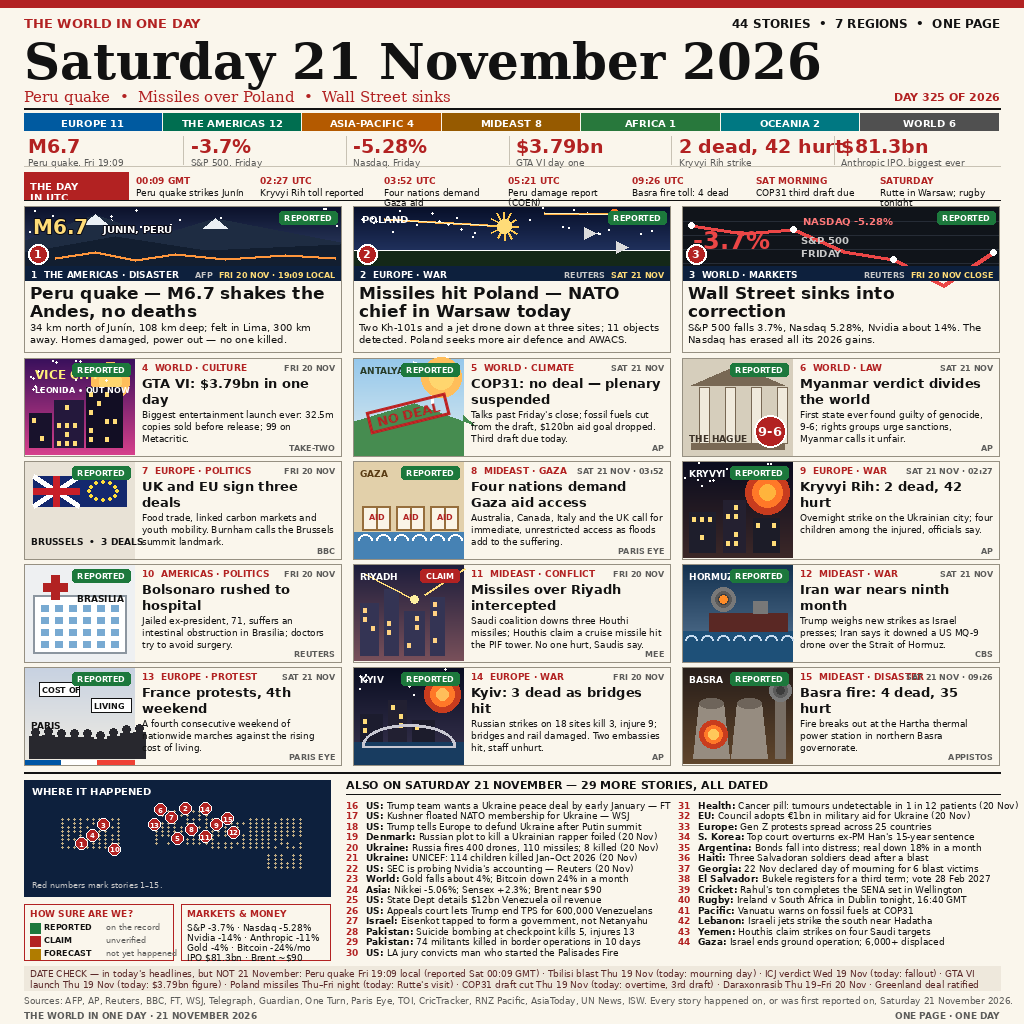 THE WORLD IN ONE DAY
44 STORIES • 7 REGIONS • ONE PAGE
Saturday 21 November 2026
Peru quake • Missiles over Poland • Wall Street sinks
DAY 325 OF 2026
EUROPE 11
THE AMERICAS 12
ASIA-PACIFIC 4
MIDEAST 8
AFRICA 1
OCEANIA 2
WORLD 6
M6.7
Peru quake, Fri 19:09
-3.7%
S&P 500, Friday
-5.28%
Nasdaq, Friday
$3.79bn
GTA VI day one
2 dead, 42 hurt
Kryvyi Rih strike
$81.3bn
Anthropic IPO, biggest ever
THE DAY
IN UTC
00:09 GMT
Peru quake strikes Junín
02:27 UTC
Kryvyi Rih toll reported
03:52 UTC
Four nations demand
Gaza aid
05:21 UTC
Peru damage report
(COEN)
09:26 UTC
Basra fire toll: 4 dead
SAT MORNING
COP31 third draft due
SATURDAY
Rutte in Warsaw; rugby
tonight
M6.7
JUNÍN, PERU
REPORTED
1
1 THE AMERICAS · DISASTER
AFP FRI 20 NOV · 19:09 LOCAL
Peru quake — M6.7 shakes the
Andes, no deaths
34 km north of Junín, 108 km deep; felt in Lima, 300 km
away. Homes damaged, power out — no one killed.
POLAND
REPORTED
2
2 EUROPE · WAR
REUTERS SAT 21 NOV
Missiles hit Poland — NATO
chief in Warsaw today
Two Kh-101s and a jet drone down at three sites; 11 objects
detected. Poland seeks more air defence and AWACS.
NASDAQ -5.28%
REPORTED
-3.7%
S&P 500
FRIDAY
3
3 WORLD · MARKETS
REUTERS FRI 20 NOV CLOSE
Wall Street sinks into
correction
S&P 500 falls 3.7%, Nasdaq 5.28%, Nvidia about 14%. The
Nasdaq has erased all its 2026 gains.
REPORTED
LEONIDA • OUT NOW
4 WORLD · CULTURE
FRI 20 NOV
GTA VI: $3.79bn in one
day
Biggest entertainment launch ever: 32.5m
copies sold before release; 99 on
Metacritic.
TAKE-TWO
ANTALYA
REPORTED
NO DEAL
5 WORLD · CLIMATE
SAT 21 NOV
COP31: no deal — plenary
suspended
Talks past Friday's close; fossil fuels cut
from the draft, $120bn aid goal dropped.
Third draft due today.
AP
REPORTED
THE HAGUE
9-6
6 WORLD · LAW
SAT 21 NOV
Myanmar verdict divides
the world
First state ever found guilty of genocide,
9-6; rights groups urge sanctions,
Myanmar calls it unfair.
AP
REPORTED
BRUSSELS • 3 DEALS
7 EUROPE · POLITICS
FRI 20 NOV
UK and EU sign three
deals
Food trade, linked carbon markets and
youth mobility. Burnham calls the Brussels
summit landmark.
BBC
GAZA
REPORTED
AID
AID
AID
8 MIDEAST · GAZA
SAT 21 NOV · 03:52
Four nations demand
Gaza aid access
Australia, Canada, Italy and the UK call for
immediate, unrestricted access as floods
add to the suffering.
PARIS EYE
KRYVYI
REPORTED
9 EUROPE · WAR
SAT 21 NOV · 02:27
Kryvyi Rih: 2 dead, 42
hurt
Overnight strike on the Ukrainian city; four
children among the injured, officials say.
AP
REPORTED
BRASILIA
10 AMERICAS · POLITICS
FRI 20 NOV
Bolsonaro rushed to
hospital
Jailed ex-president, 71, suffers an
intestinal obstruction in Brasilia; doctors
try to avoid surgery.
REUTERS
RIYADH
CLAIM
11 MIDEAST · CONFLICT
FRI 20 NOV
Missiles over Riyadh
intercepted
Saudi coalition downs three Houthi
missiles; Houthis claim a cruise missile hit
the PIF tower. No one hurt, Saudis say.
MEE
HORMUZ
REPORTED
12 MIDEAST · WAR
SAT 21 NOV
Iran war nears ninth
month
Trump weighs new strikes as Israel
presses; Iran says it downed a US MQ-9
drone over the Strait of Hormuz.
CBS
REPORTED
COST OF
LIVING
PARIS
13 EUROPE · PROTEST
SAT 21 NOV
France protests, 4th
weekend
A fourth consecutive weekend of
nationwide marches against the rising
cost of living.
PARIS EYE
KYIV
REPORTED
14 EUROPE · WAR
FRI 20 NOV
Kyiv: 3 dead as bridges
hit
Russian strikes on 18 sites kill 3, injure 9;
bridges and rail damaged. Two embassies
hit, staff unhurt.
AP
BASRA
REPORTED
15 MIDEAST · DISASTER
SAT 21 NOV · 09:26
Basra fire: 4 dead, 35
hurt
Fire breaks out at the Hartha thermal
power station in northern Basra
governorate.
APPISTOS
WHERE IT HAPPENED
6 2 14 13 7 15 3 4 5 8 11 12 1 10
Red numbers mark stories 1–15.
HOW SURE ARE WE?
REPORTED on the record
CLAIM unverified
FORECAST not yet happened
MARKETS & MONEY
S&P -3.7% · Nasdaq -5.28%
Nvidia -14% · Anthropic -11%
Gold -4% · Bitcoin -24%/mo
IPO $81.3bn · Brent ~$90
ALSO ON SATURDAY 21 NOVEMBER — 29 MORE STORIES, ALL DATED
16 US: Trump team wants a Ukraine peace deal by early January — FT
17 US: Kushner floated NATO membership for Ukraine — WSJ
18 US: Trump tells Europe to defund Ukraine after Putin summit
19 Denmark: Russian plot to kill a Ukrainian rapper foiled (20 Nov)
20 Ukraine: Russia fires 400 drones, 110 missiles; 8 killed (20 Nov)
21 Ukraine: UNICEF: 114 children killed Jan–Oct 2026 (20 Nov)
22 US: SEC is probing Nvidia's accounting — Reuters (20 Nov)
23 World: Gold falls about 4%; Bitcoin down 24% in a month
24 Asia: Nikkei -5.06%; Sensex +2.3%; Brent near $90
25 US: State Dept details $12bn Venezuela oil revenue
26 US: Appeals court lets Trump end TPS for 600,000 Venezuelans
27 Israel: Eisenkot tapped to form a government, not Netanyahu
28 Pakistan: Suicide bombing at checkpoint kills 5, injures 13
29 Pakistan: 74 militants killed in border operations in 10 days
30 US: LA jury convicts man who started the Palisades Fire
31 Health: Cancer pill: tumours undetectable in 1 in 12 patients (20 Nov)
32 EU: Council adopts €1bn in military aid for Ukraine (20 Nov)
33 Europe: Gen Z protests spread across 25 countries
34 S. Korea: Top court overturns ex-PM Han's 15-year sentence
35 Argentina: Bonds fall into distress; real down 18% in a month
36 Haiti: Three Salvadoran soldiers dead after a blast
37 Georgia: 22 Nov declared day of mourning for 6 blast victims
38 El Salvador: Bukele registers for a third term; vote 28 Feb 2027
39 Cricket: Rahul's ton completes the SENA set in Wellington
40 Rugby: Ireland v South Africa in Dublin tonight, 16:40 GMT
41 Pacific: Vanuatu warns on fossil fuels at COP31
42 Lebanon: Israeli jets strike the south near Hadatha
43 Yemen: Houthis claim strikes on four Saudi targets
44 Gaza: Israel ends ground operation; 6,000+ displaced
DATE CHECK — in today's headlines, but NOT 21 November: Peru quake Fri 19:09 local (reported Sat 00:09 GMT) · Tbilisi blast Thu 19 Nov (today: mourning day) · ICJ verdict Wed 19 Nov (today: fallout) · GTA VI
launch Thu 19 Nov (today: $3.79bn figure) · Poland missiles Thu–Fri night (today: Rutte's visit) · COP31 draft cut Thu 19 Nov (today: overtime, 3rd draft) · Daraxonrasib Thu 19–Fri 20 Nov · Greenland deal ratified
Sources: AFP, AP, Reuters, BBC, FT, WSJ, Telegraph, Guardian, One Turn, Paris Eye, TOI, CricTracker, RNZ Pacific, AsiaToday, UN News, ISW. Every story happened on, or was first reported on, Saturday 21 November 2026.
THE WORLD IN ONE DAY · 21 NOVEMBER 2026
ONE PAGE · ONE DAY